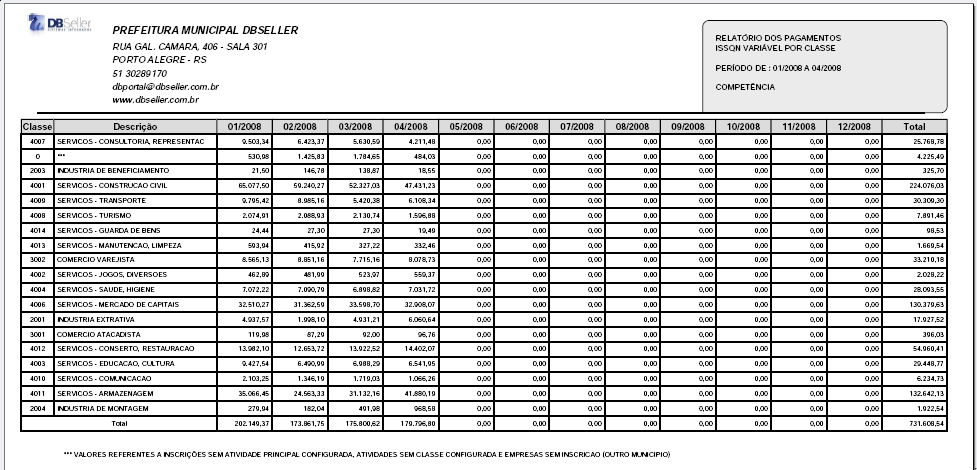 DBSeller
PREFEITURA MUNICIPAL DBSELLER
RUA GAL. CAMARA, 406 - SALA 301
PORTO ALEGRE - RS
51 30289170
dbportal@dbseller.com.br
www.dbseller.com.br
RELATÓRIO DOS PAGAMENTOS
ISSQN VARIÁVEL POR CLASSE
PERÍODO DE : 01/2008 A 04/2008
COMPETÊNCIA
Classe Descrição 01/2008 02/2008 03/2008 04/2008 05/2008 06/2008 07/2008 08/2008 09/2008 10/2008 11/2008 12/2008 Total
4007 SERVICOS - CONSULTORIA, REPRESENTAC 9.503,34 6.423,37 5.630,59 4.211,48 0,00 0,00 0,00 0,00 0,00 0,00 0,00 0,00 25.768,78
0 *** 530,98 1.425,83 1.784,65 484,03 0,00 0,00 0,00 0,00 0,00 0,00 0,00 0,00 4.225,49
2003 INDUSTRIA DE BENEFICIAMENTO 21,50 146,78 138,87 18,55 0,00 0,00 0,00 0,00 0,00 0,00 0,00 0,00 325,70
4001 SERVICOS - CONSTRUCAO CIVIL 65.077,50 59.240,27 52.327,03 47.431,23 0,00 0,00 0,00 0,00 0,00 0,00 0,00 0,00 224.076,03
4009 SERVICOS - TRANSPORTE 9.795,42 8.985,16 5.420,38 6.108,34 0,00 0,00 0,00 0,00 0,00 0,00 0,00 0,00 30.309,30
4008 SERVICOS - TURISMO 2.074,91 2.088,93 2.130,74 1.596,88 0,00 0,00 0,00 0,00 0,00 0,00 0,00 0,00 7.891,46
4014 SERVICOS - GUARDA DE BENS 24,44 27,30 27,30 19,49 0,00 0,00 0,00 0,00 0,00 0,00 0,00 0,00 98,53
4013 SERVICOS - MANUTENCAO, LIMPEZA 593,94 415,92 327,22 332,46 0,00 0,00 0,00 0,00 0,00 0,00 0,00 0,00 1.669,54
3002 COMERCIO VAREJISTA 8.565,13 8.851,16 7.715,16 8.078,73 0,00 0,00 0,00 0,00 0,00 0,00 0,00 0,00 33.210,18
4002 SERVICOS - JOGOS, DIVERSOES 462,89 481,99 523,97 559,37 0,00 0,00 0,00 0,00 0,00 0,00 0,00 0,00 2.028,22
4004 SERVICOS - SAUDE, HIGIENE 7.072,22 7.090,79 6.898,82 7.031,72 0,00 0,00 0,00 0,00 0,00 0,00 0,00 0,00 28.093,55
4006 SERVICOS - MERCADO DE CAPITAIS 32.510,27 31.362,59 33.598,70 32.908,07 0,00 0,00 0,00 0,00 0,00 0,00 0,00 0,00 130.379,63
2001 INDUSTRIA EXTRATIVA 4.937,57 1.998,10 4.931,21 6.060,64 0,00 0,00 0,00 0,00 0,00 0,00 0,00 0,00 17.927,52
3001 COMERCIO ATACADISTA 119,98 87,29 92,00 96,76 0,00 0,00 0,00 0,00 0,00 0,00 0,00 0,00 396,03
4012 SERVICOS - CONSERTO, RESTAURACAO 13.982,10 12.653,72 13.922,52 14.402,07 0,00 0,00 0,00 0,00 0,00 0,00 0,00 0,00 54.960,41
4003 SERVICOS - EDUCACAO, CULTURA 9.427,54 6.490,99 6.988,29 6.541,95 0,00 0,00 0,00 0,00 0,00 0,00 0,00 0,00 29.448,77
4010 SERVICOS - COMUNICACAO 2.103,25 1.346,19 1.719,03 1.066,26 0,00 0,00 0,00 0,00 0,00 0,00 0,00 0,00 6.234,73
4011 SERVICOS - ARMAZENAGEM 35.066,45 24.563,33 31.132,16 41.880,19 0,00 0,00 0,00 0,00 0,00 0,00 0,00 0,00 132.642,13
2004 INDUSTRIA DE MONTAGEM 279,94 182,04 491,98 968,58 0,00 0,00 0,00 0,00 0,00 0,00 0,00 0,00 1.922,54
Total 202.149,37 173.861,75 175.800,62 179.796,80 0,00 0,00 0,00 0,00 0,00 0,00 0,00 0,00 731.608,54
*** VALORES REFERENTES A INSCRIÇÕES SEM ATIVIDADE PRINCIPAL CONFIGURADA, ATIVIDADES SEM CLASSE CONFIGURADA E EMPRESAS SEM INSCRICAO (OUTRO MUNICIPIO)